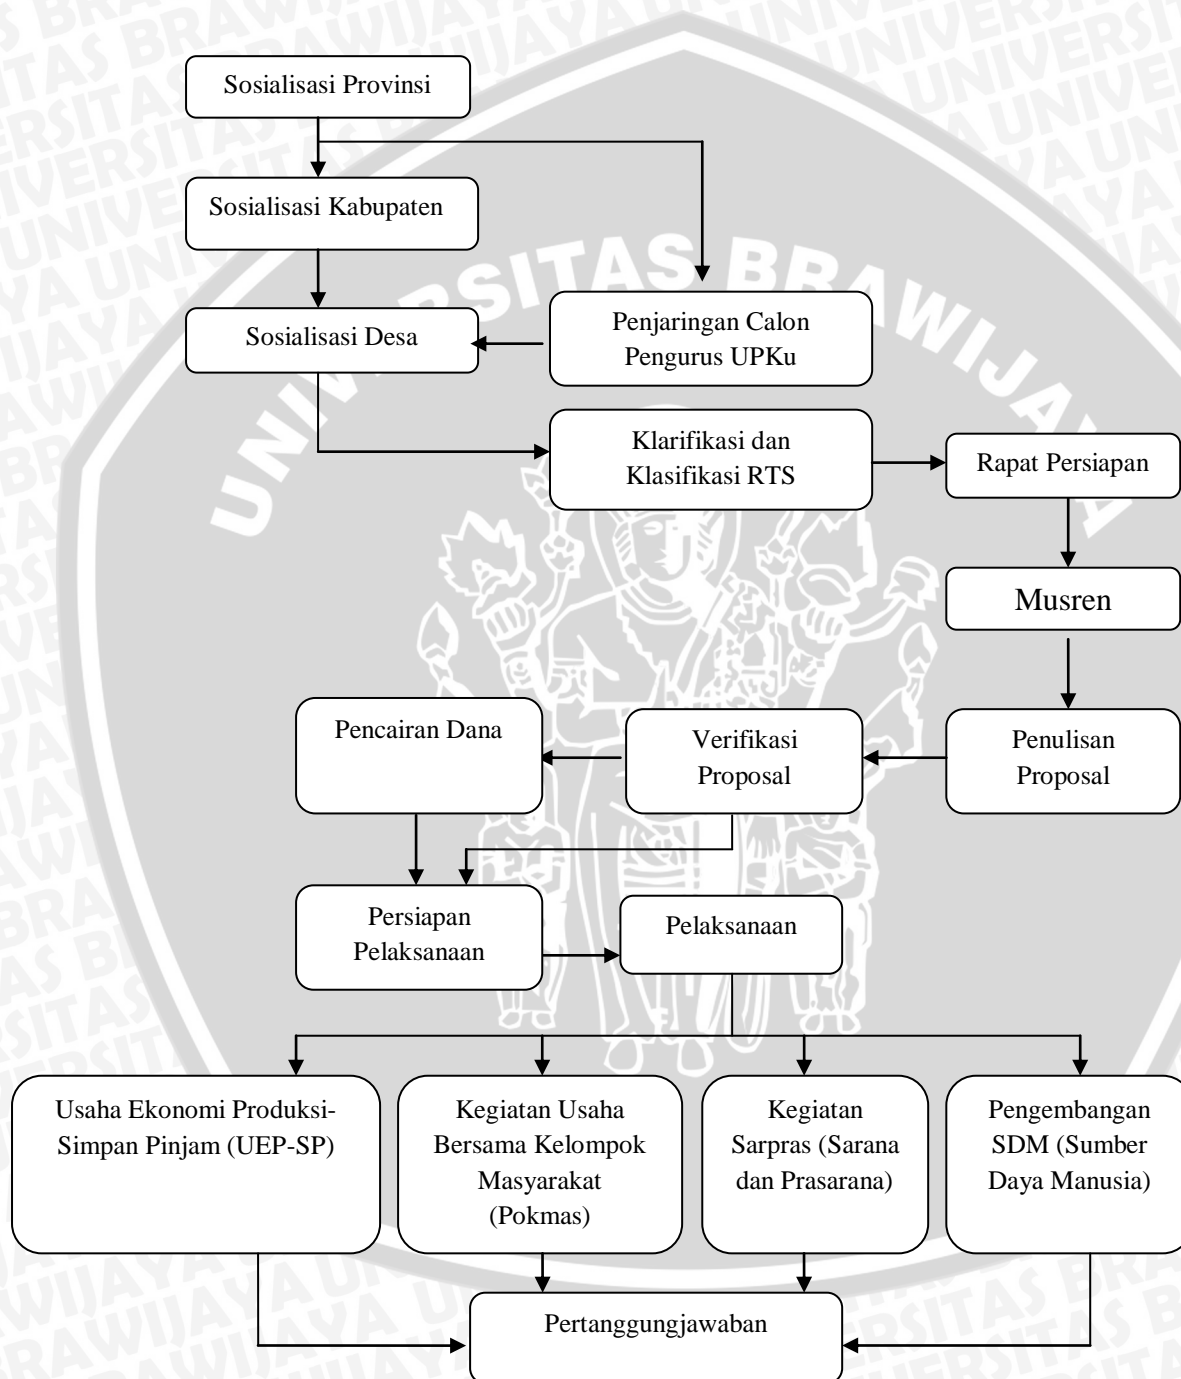 Sosialisasi Provinsi
Sosialisasi Kabupaten
Sosialisasi Desa
Penjaringan Calon
Pengurus UPKu
Klarifikasi dan
Klasifikasi RTS
Rapat Persiapan
Musren
Penulisan
Proposal
Verifikasi
Proposal
Pencairan Dana
Persiapan
Pelaksanaan
Pelaksanaan
Usaha Ekonomi Produksi-
Simpan Pinjam (UEP-SP)
Kegiatan Usaha
Bersama Kelompok
Masyarakat
(Pokmas)
Kegiatan
Sarpras (Sarana
dan Prasarana)
Pengembangan
SDM (Sumber
Daya Manusia)
Pertanggungjawaban
UNIVERSITAS BRAWIJAYA